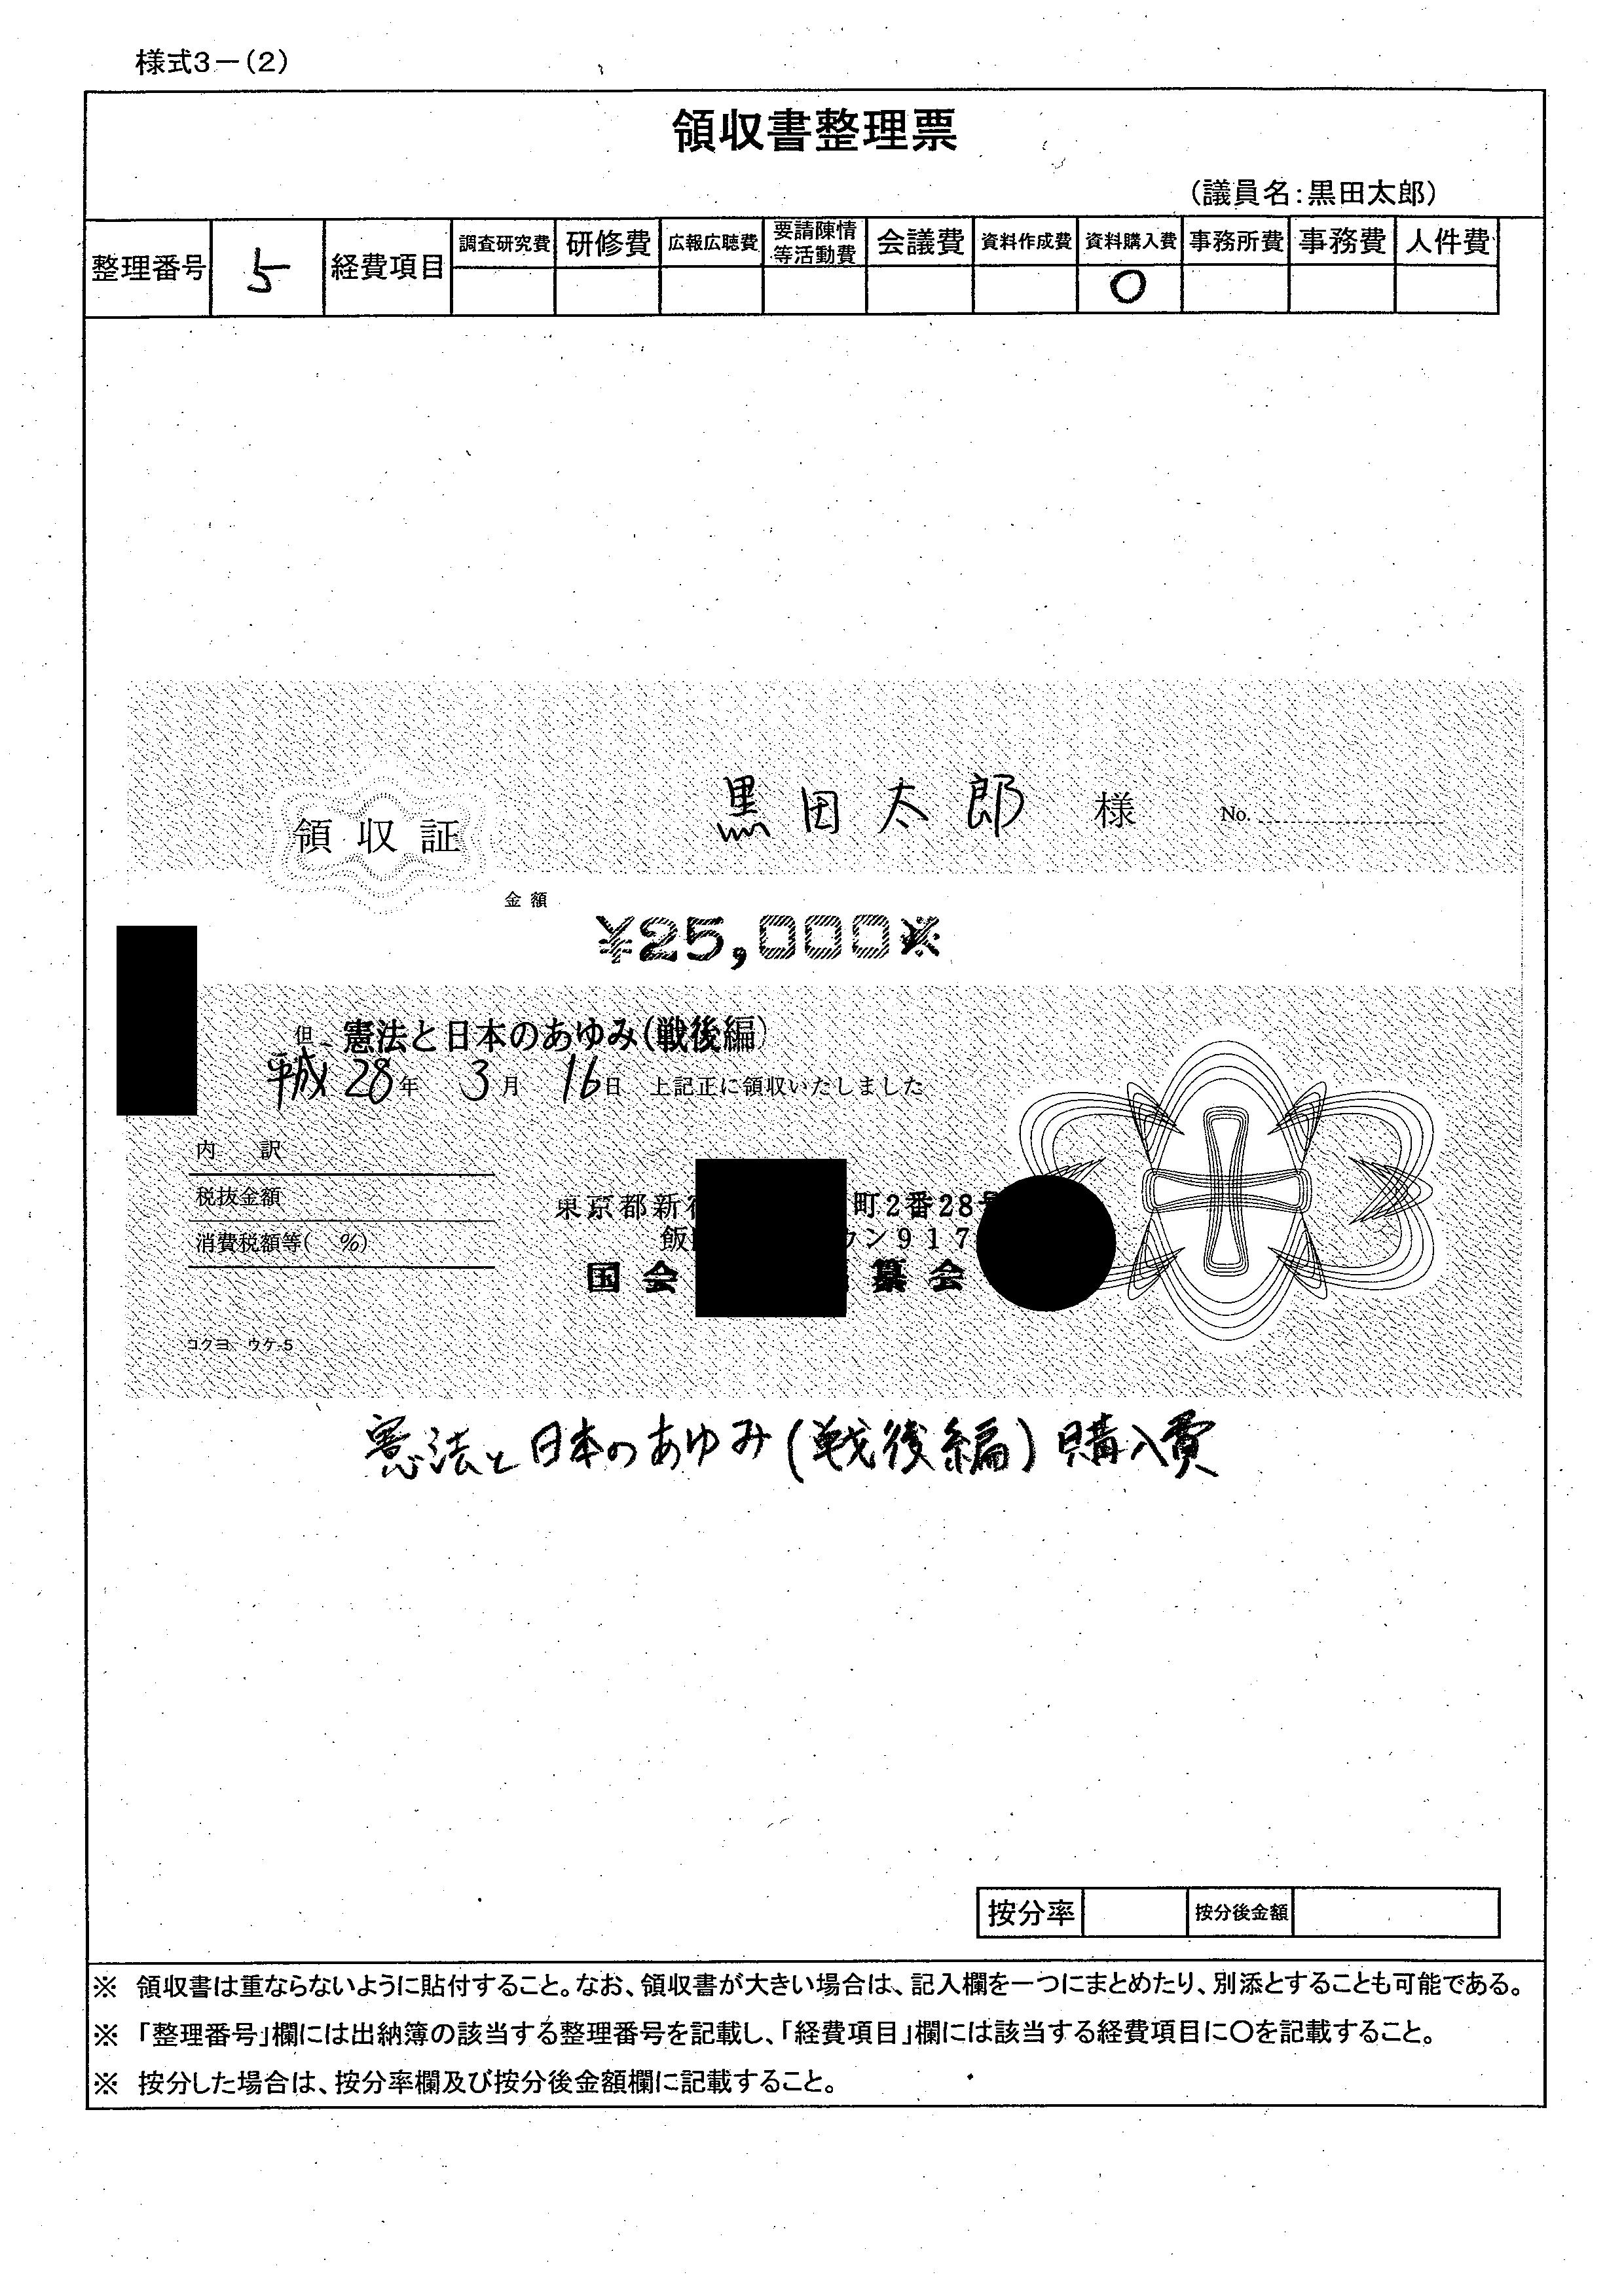 様式3－(2)
領収書整理票
(議員名:黒田太郎)
整理番号 5 経費項目 調査研究費 研修費 広報広聴費 要請陳情等活動費 会議費 資料作成費 資料購入費 事務所費 事務費 人件費
○
領収証 黒田太郎 様 No.
金額
¥25,000※
但 憲法と日本のあゆみ(戦後編)
平成28年 3月 16日 上記正に領収いたしました
内 訳
税抜金額
消費税額等( %)
東京都新 町2番28号
飯 ン917
国会 纂会
コクヨ ウケ-5
憲法と日本のあゆみ(戦後編)購入費
按分率 按分後金額
※ 領収書は重ならないように貼付すること。なお、領収書が大きい場合は、記入欄を一つにまとめたり、別添とすることも可能である。
※ 「整理番号」欄には出納簿の該当する整理番号を記載し、「経費項目」欄には該当する経費項目に○を記載すること。
※ 按分した場合は、按分率欄及び按分後金額欄に記載すること。